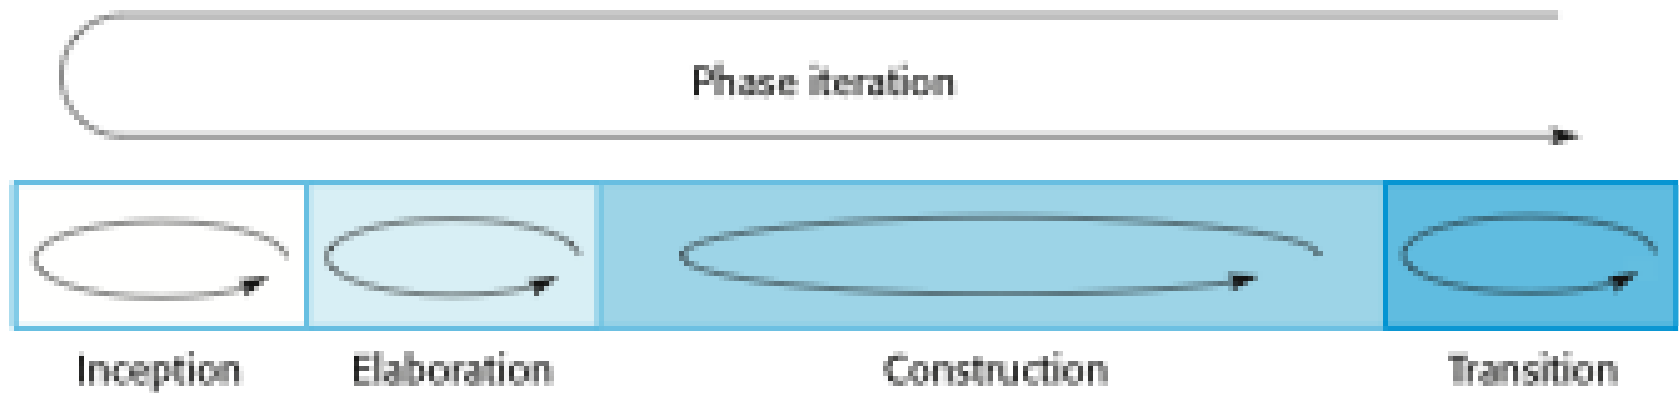 Phase iteration
Inception Elaboration Construction Transition